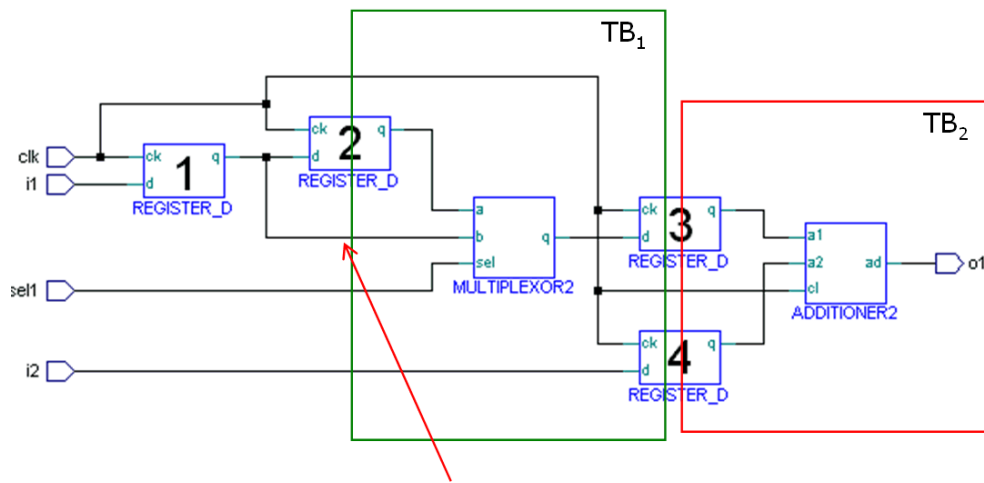 TB1
TB2
clk
i1
sel1
i2
ck
d
q
1
REGISTER_D
ck
d
q
2
REGISTER_D
a
b
sel
q
MULTIPLEXOR2
ck
d
q
3
REGISTER_D
ck
d
q
4
REGISTER_D
a1
a2
cl
ad
ADDITIONER2
o1